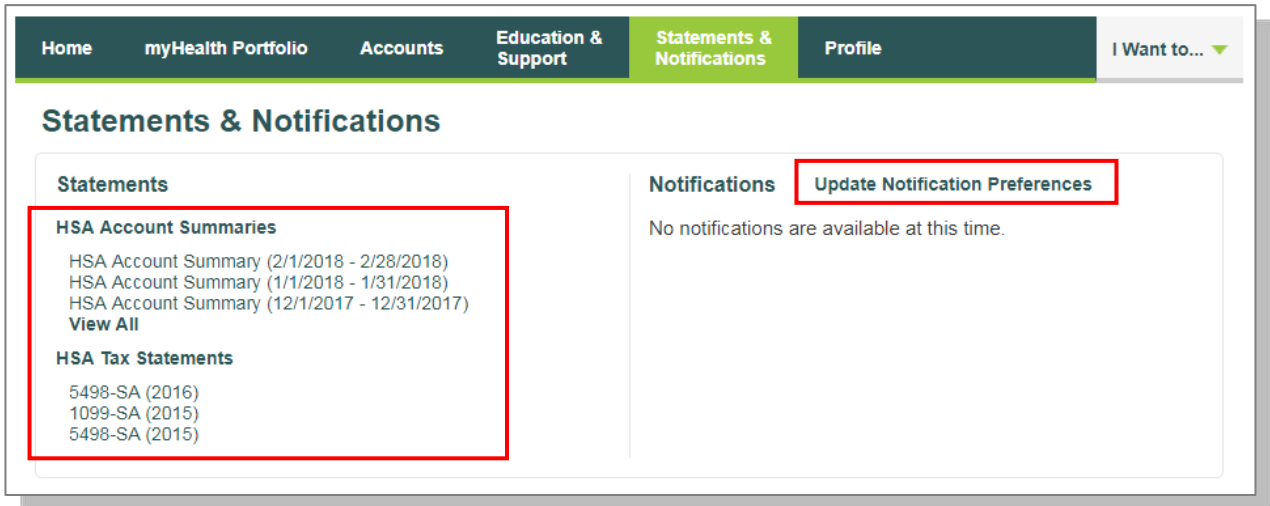 Home
myHealth Portfolio
Accounts
Education &
Support
Statements &
Notifications
Profile
I Want to...
Statements & Notifications
Statements
HSA Account Summaries
HSA Account Summary (2/1/2018 - 2/28/2018)
HSA Account Summary (1/1/2018 - 1/31/2018)
HSA Account Summary (12/1/2017 - 12/31/2017)
View All
HSA Tax Statements
5498-SA (2016)
1099-SA (2015)
5498-SA (2015)
Notifications
Update Notification Preferences
No notifications are available at this time.